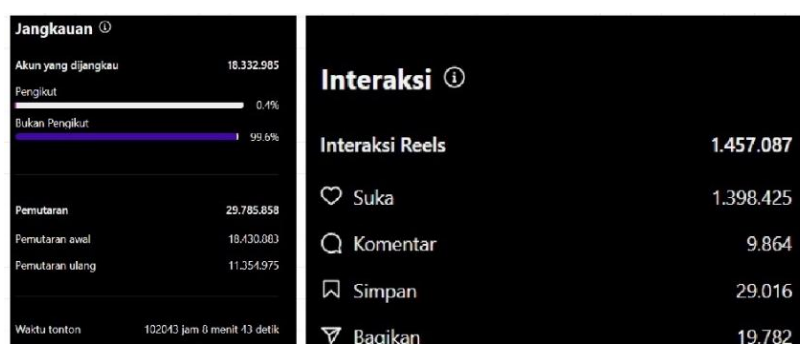 Jangkauan
Akun yang dijangkau 18.332.985
Pengikut
0.4%
Bukan Pengikut
99.6%
Pemutaran 29.785.858
Pemutaran awal 18.430.883
Pemutaran ulang 11.354.975
Waktu tonton 102043 jam 8 menit 43 detik
Interaksi
Interaksi Reels 1.457.087
Suka 1.398.425
Komentar 9.864
Simpan 29.016
Bagikan 19.782